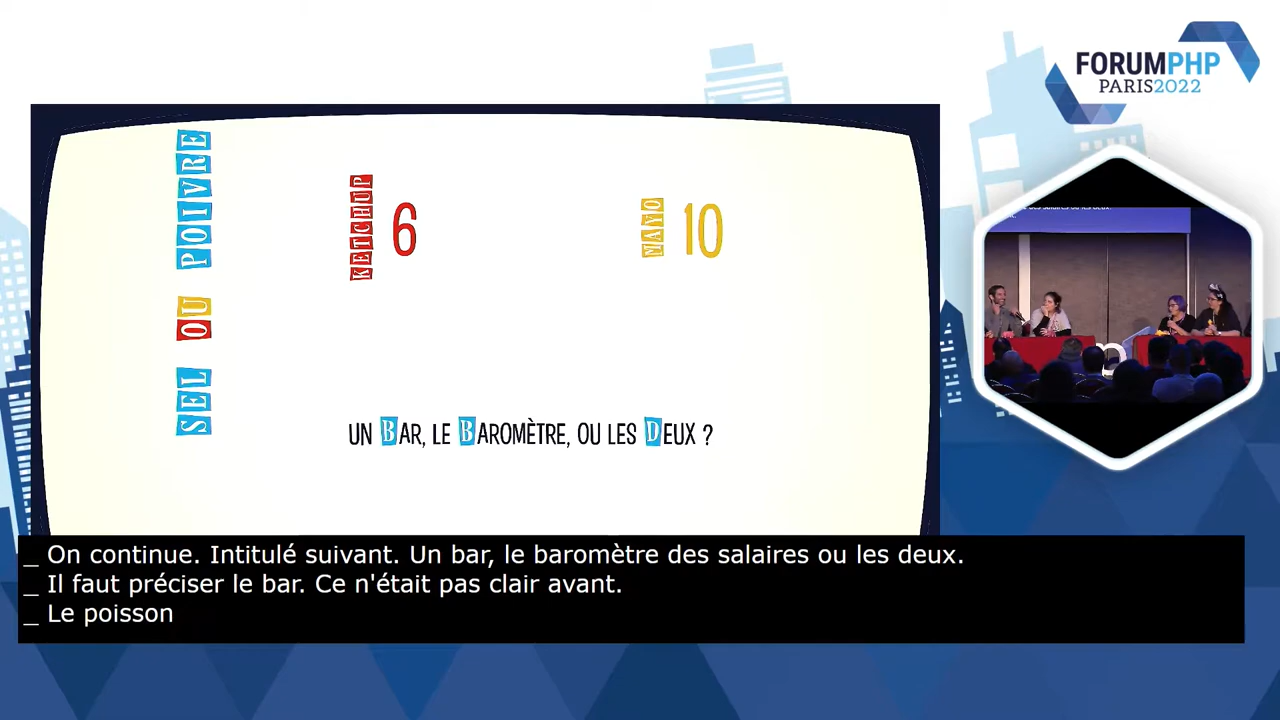 FORUMPHP
PARIS2022
SEL OU POIVRE
KETCHUP 6
MAYO 10
UN BAR, LE BAROMÈTRE, OU LES DEUX ?
_ On continue. Intitulé suivant. Un bar, le baromètre des salaires ou les deux.
_ Il faut préciser le bar. Ce n'était pas clair avant.
_ Le poisson